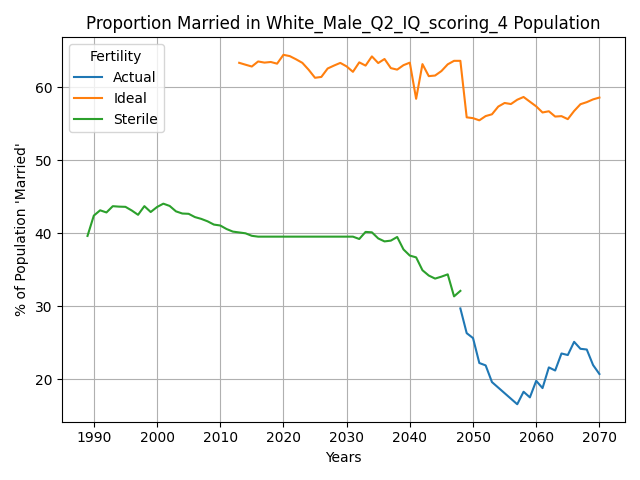 Proportion Married in White_Male_Q2_IQ_scoring_4 Population
Fertility
Actual
Ideal
Sterile
% of Population 'Married'
60
50
40
30
20
1990 2000 2010 2020 2030 2040 2050 2060 2070
Years